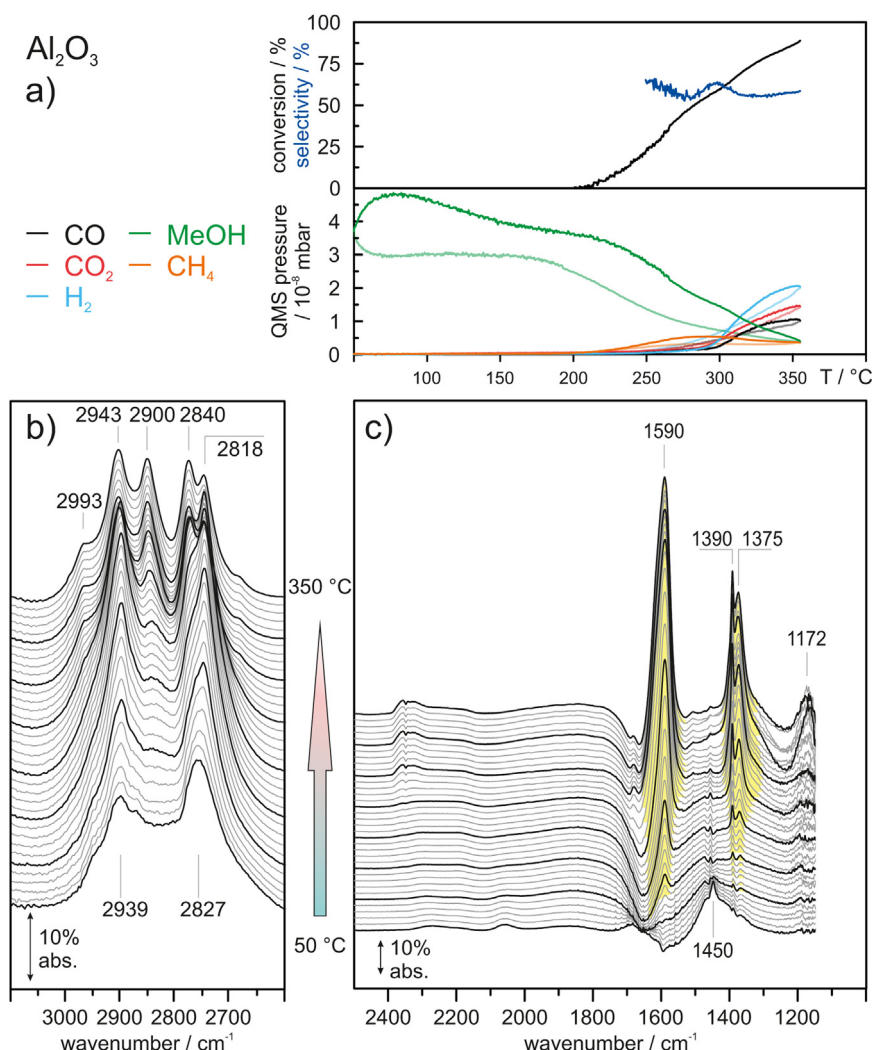 Al₂O₃
a)
conversion / %
selectivity / %
100
75
50
25
0
CO
MeOH
CO₂
CH₄
H₂
QMS pressure
/ 10⁻⁸ mbar
4
3
2
1
0
100
150
200
250
300
350
T / °C
b)
2943
2900
2840
2818
2993
2939
2827
10%
abs.
3000
2900
2800
2700
wavenumber / cm⁻¹
350 °C
50 °C
c)
1590
1390
1375
1172
1450
10%
abs.
2400
2200
2000
1800
1600
1400
1200
wavenumber / cm⁻¹